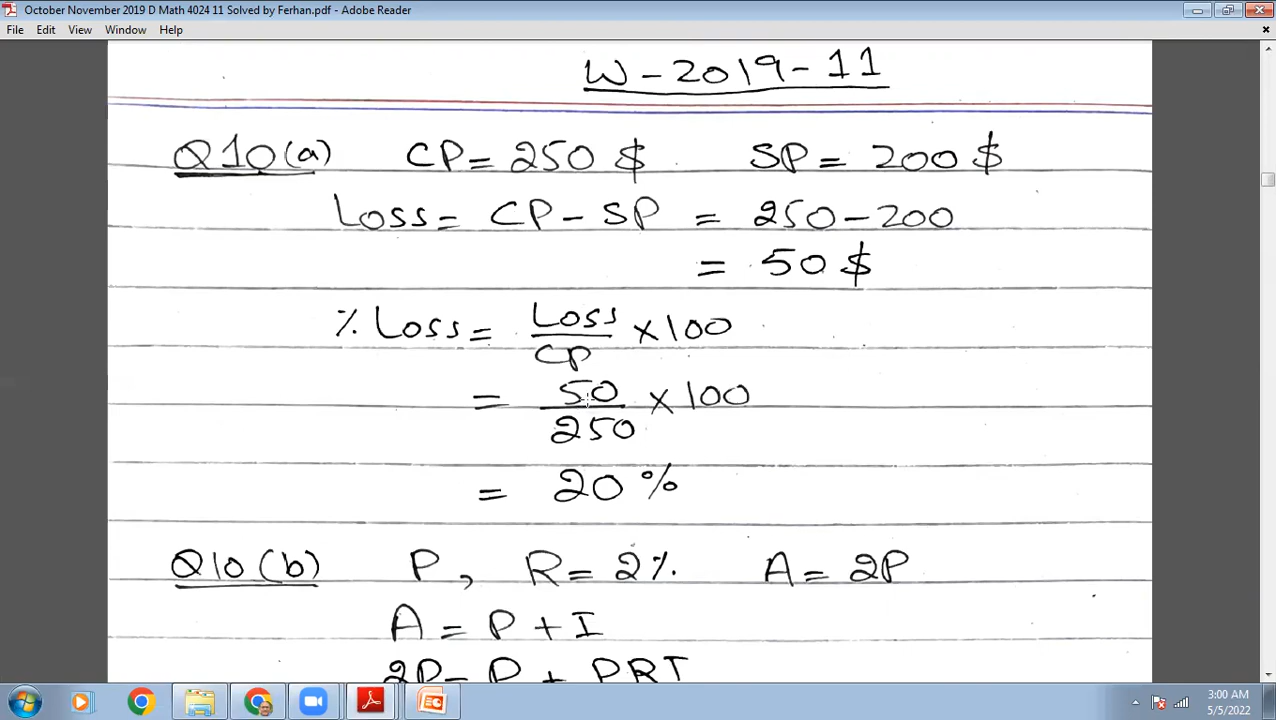 October November 2019 D Math 4024 11 Solved by Ferhan.pdf - Adobe Reader
File Edit View Window Help
W-2019-11
Q10(a) CP= 250 $ SP= 200 $
Loss= CP- SP = 250-200
= 50 $
% Loss= Loss/CP ×100
= 50/250 ×100
= 20 %
Q10(b) P, R= 2% A= 2P
A = P + I
2P= P + PRT
3:00 AM
5/5/2022